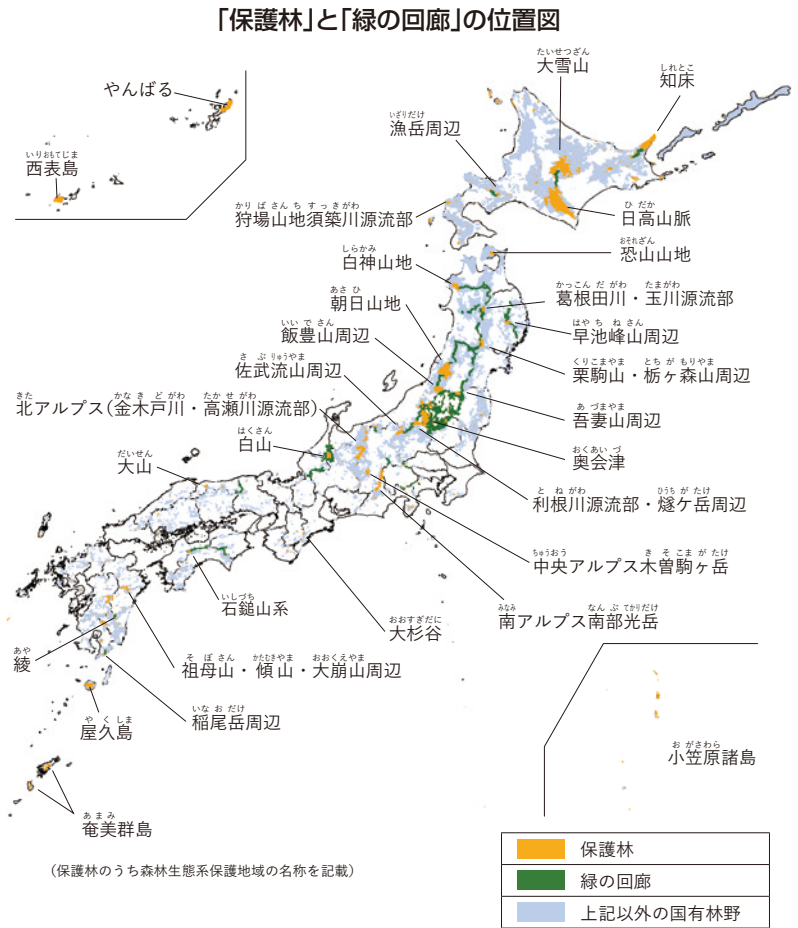 「保護林」と「緑の回廊」の位置図
たいせつざん
大雪山
しれとこ
知床
やんばる
いざりだけ
漁岳周辺
いりおもてじま
西表島
かりばさんちすっきがわ
狩場山地須築川源流部
ひだか
日高山脈
おそれざん
恐山山地
しらかみ
白神山地
かっこんだがわ たまがわ
葛根田川・玉川源流部
あさひ
朝日山地
はやちねさん
早池峰山周辺
いいでさん
飯豊山周辺
くりこまやま とちがもりやま
栗駒山・栃ヶ森山周辺
さぶりゅうやま
佐武流山周辺
あづまやま
吾妻山周辺
きた かなきどがわ たかせがわ
北アルプス(金木戸川・高瀬川源流部)
おくあいづ
奥会津
はくさん
白山
だいせん
大山
とねがわ ひうちがたけ
利根川源流部・燧ケ岳周辺
ちゅうおう きそこまがたけ
中央アルプス木曽駒ヶ岳
いしづち
石鎚山系
おおすぎだに
大杉谷
みなみ なんぶてかりだけ
南アルプス南部光岳
あや
綾
そぼさん かたむきやま おおくえやま
祖母山・傾山・大崩山周辺
いなおだけ
稲尾岳周辺
やくしま
屋久島
おがさわら
小笠原諸島
あまみ
奄美群島
(保護林のうち森林生態系保護地域の名称を記載)
保護林
緑の回廊
上記以外の国有林野